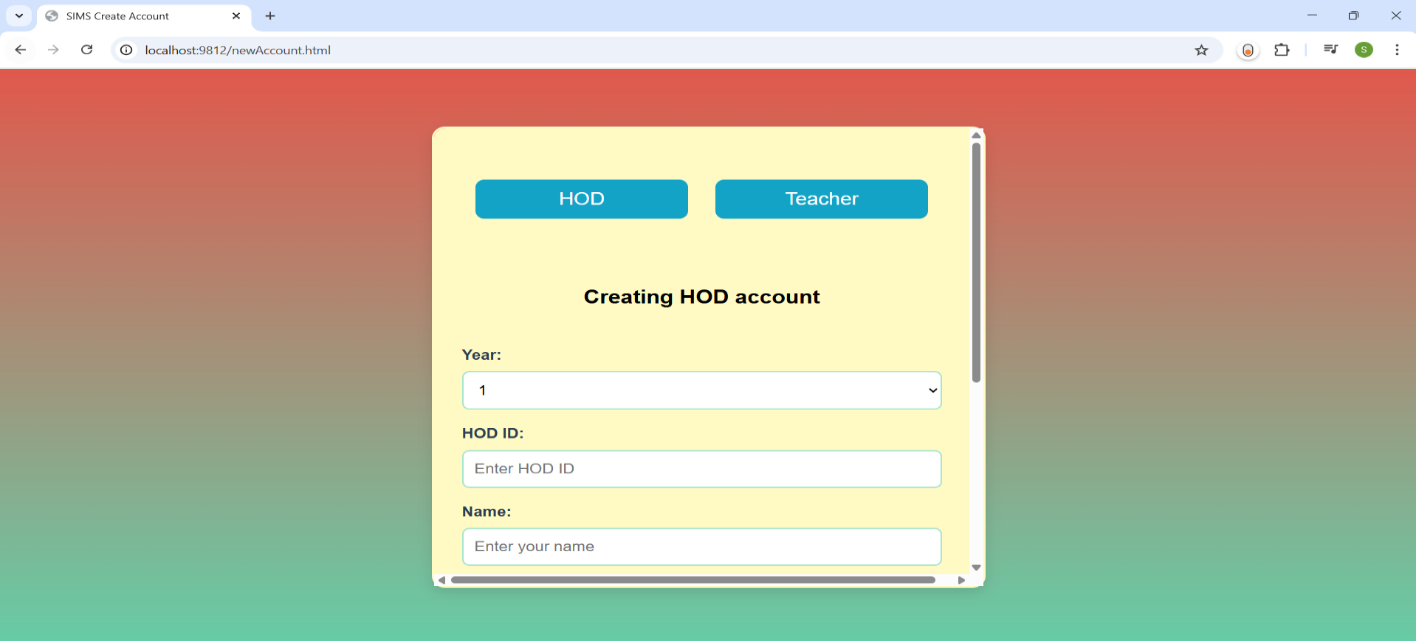 SIMS Create Account
localhost:9812/newAccount.html
S
HOD
Teacher
Creating HOD account
Year:
1
HOD ID:
Enter HOD ID
Name:
Enter your name